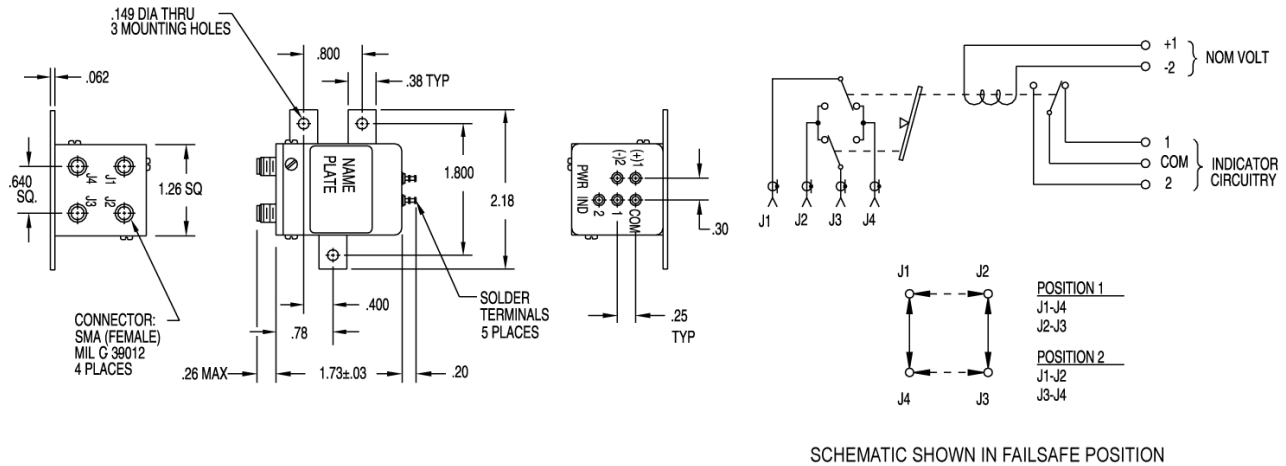 .149 DIA THRU
3 MOUNTING HOLES
.800
.062
.38 TYP
J4
J1
J3
J2
.640
SQ.
1.26 SQ
NAME
PLATE
1.800
2.18
(-)2
(+)1
PWR
IND
2
1
COM
.30
.25
TYP
CONNECTOR:
SMA (FEMALE)
MIL C 39012
4 PLACES
.400
.78
SOLDER
TERMINALS
5 PLACES
.26 MAX
1.73±.03
.20
+1
-2
NOM VOLT
1
COM
2
INDICATOR
CIRCUITRY
J1
J2
J3
J4
J1
J2
J4
J3
POSITION 1
J1-J4
J2-J3
POSITION 2
J1-J2
J3-J4
SCHEMATIC SHOWN IN FAILSAFE POSITION